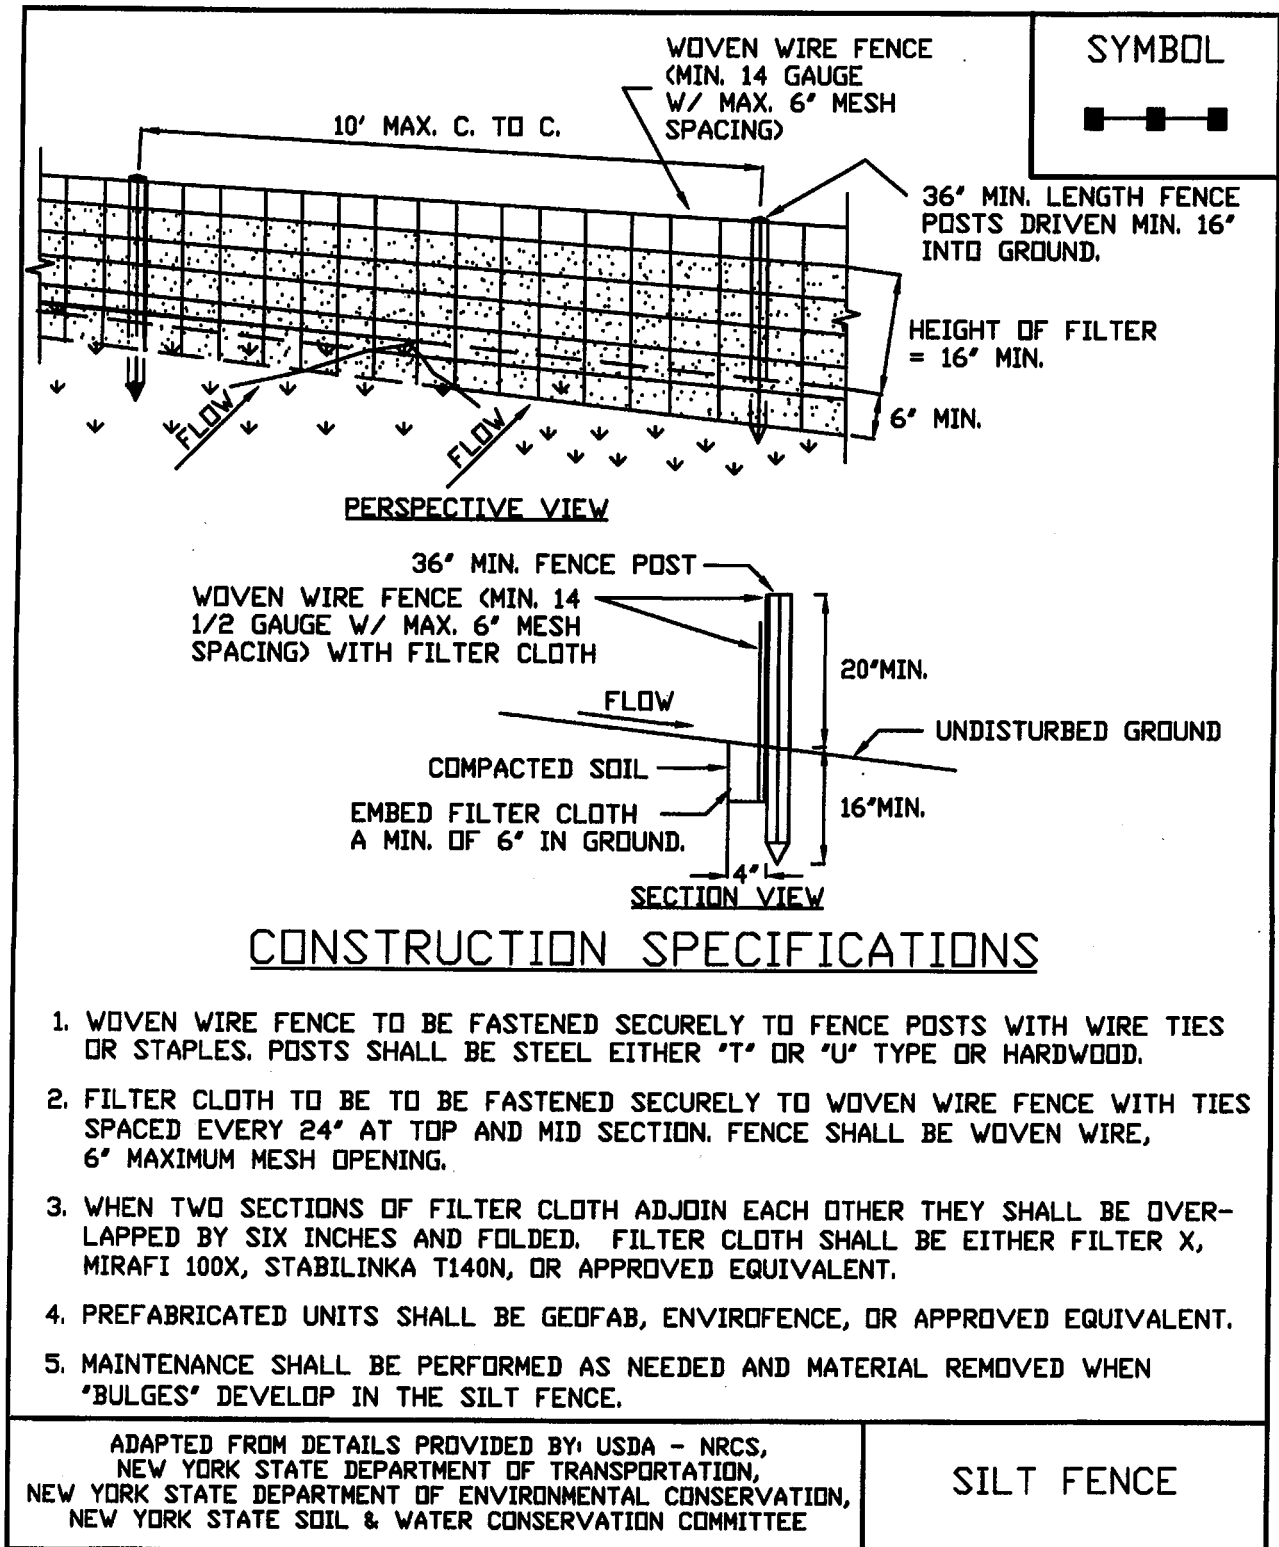 WOVEN WIRE FENCE
(MIN. 14 GAUGE
W/ MAX. 6" MESH
SPACING)
SYMBOL
10' MAX. C. TO C.
36" MIN. LENGTH FENCE
POSTS DRIVEN MIN. 16"
INTO GROUND.
HEIGHT OF FILTER
= 16" MIN.
6" MIN.
FLOW
FLOW
PERSPECTIVE VIEW
36" MIN. FENCE POST
WOVEN WIRE FENCE (MIN. 14
1/2 GAUGE W/ MAX. 6" MESH
SPACING) WITH FILTER CLOTH
20"MIN.
FLOW
UNDISTURBED GROUND
COMPACTED SOIL
EMBED FILTER CLOTH
A MIN. OF 6" IN GROUND.
16"MIN.
4"
SECTION VIEW
CONSTRUCTION SPECIFICATIONS
1. WOVEN WIRE FENCE TO BE FASTENED SECURELY TO FENCE POSTS WITH WIRE TIES
OR STAPLES. POSTS SHALL BE STEEL EITHER "T" OR "U" TYPE OR HARDWOOD.
2. FILTER CLOTH TO BE TO BE FASTENED SECURELY TO WOVEN WIRE FENCE WITH TIES
SPACED EVERY 24" AT TOP AND MID SECTION. FENCE SHALL BE WOVEN WIRE,
6" MAXIMUM MESH OPENING.
3. WHEN TWO SECTIONS OF FILTER CLOTH ADJOIN EACH OTHER THEY SHALL BE OVER-
LAPPED BY SIX INCHES AND FOLDED. FILTER CLOTH SHALL BE EITHER FILTER X,
MIRAFI 100X, STABILINKA T140N, OR APPROVED EQUIVALENT.
4. PREFABRICATED UNITS SHALL BE GEOFAB, ENVIROFENCE, OR APPROVED EQUIVALENT.
5. MAINTENANCE SHALL BE PERFORMED AS NEEDED AND MATERIAL REMOVED WHEN
"BULGES" DEVELOP IN THE SILT FENCE.
ADAPTED FROM DETAILS PROVIDED BY: USDA - NRCS,
NEW YORK STATE DEPARTMENT OF TRANSPORTATION,
NEW YORK STATE DEPARTMENT OF ENVIRONMENTAL CONSERVATION,
NEW YORK STATE SOIL & WATER CONSERVATION COMMITTEE
SILT FENCE